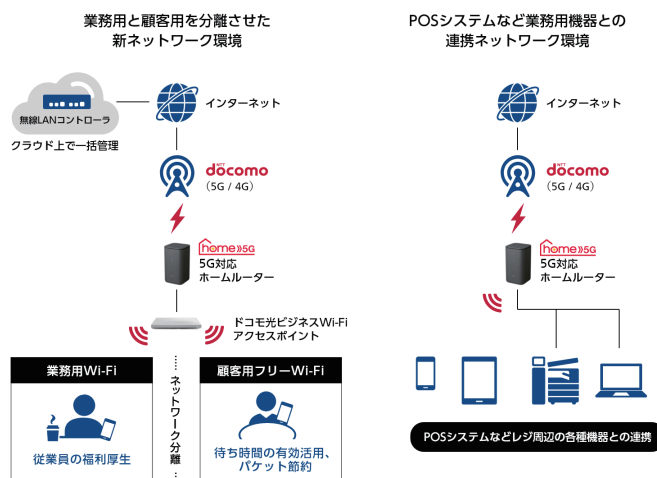 業務用と顧客用を分離させた
新ネットワーク環境
無線LANコントローラ
クラウド上で一括管理
インターネット
NTT
döcomo
（5G / 4G）
home»5G
5G対応
ホームルーター
ドコモ光ビジネスWi-Fi
アクセスポイント
業務用Wi-Fi
従業員の福利厚生
ネットワーク分離
顧客用フリーWi-Fi
待ち時間の有効活用、
パケット節約
POSシステムなど業務用機器との
連携ネットワーク環境
インターネット
NTT
döcomo
（5G / 4G）
home»5G
5G対応
ホームルーター
POSシステムなどレジ周辺の各種機器との連携